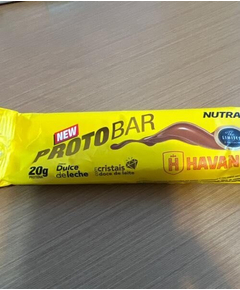 NEW
PROTOBAR
NUTRA
20g
Dulce
de leche
cristais
doce de leite
H HAVAN